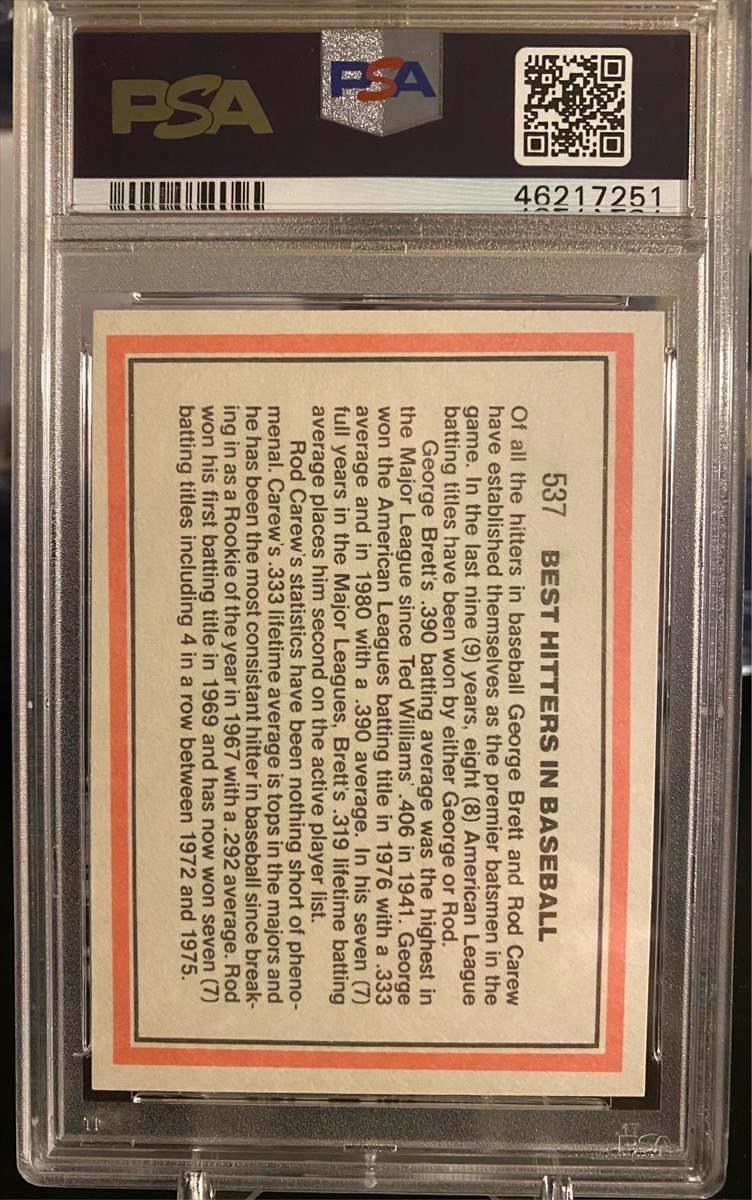 PSA
PSA
46217251
537 BEST HITTERS IN BASEBALL
Of all the hitters in baseball George Brett and Rod Carew
have established themselves as the premier batsmen in the
game. In the last nine (9) years, eight (8) American League
batting titles have been won by either George or Rod.
George Brett's .390 batting average was the highest in
the Major League since Ted Williams' .406 in 1941. George
won the American Leagues batting title in 1976 with a .333
average and in 1980 with a .390 average. In his seven (7)
full years in the Major Leagues, Brett's .319 lifetime batting
average places him second on the active player list.
Rod Carew's statistics have been nothing short of pheno-
menal. Carew's .333 lifetime average is tops in the majors and
he has been the most consistant hitter in baseball since break-
ing in as a Rookie of the year in 1967 with a .292 average. Rod
won his first batting title in 1969 and has now won seven (7)
batting titles including 4 in a row between 1972 and 1975.
PSA